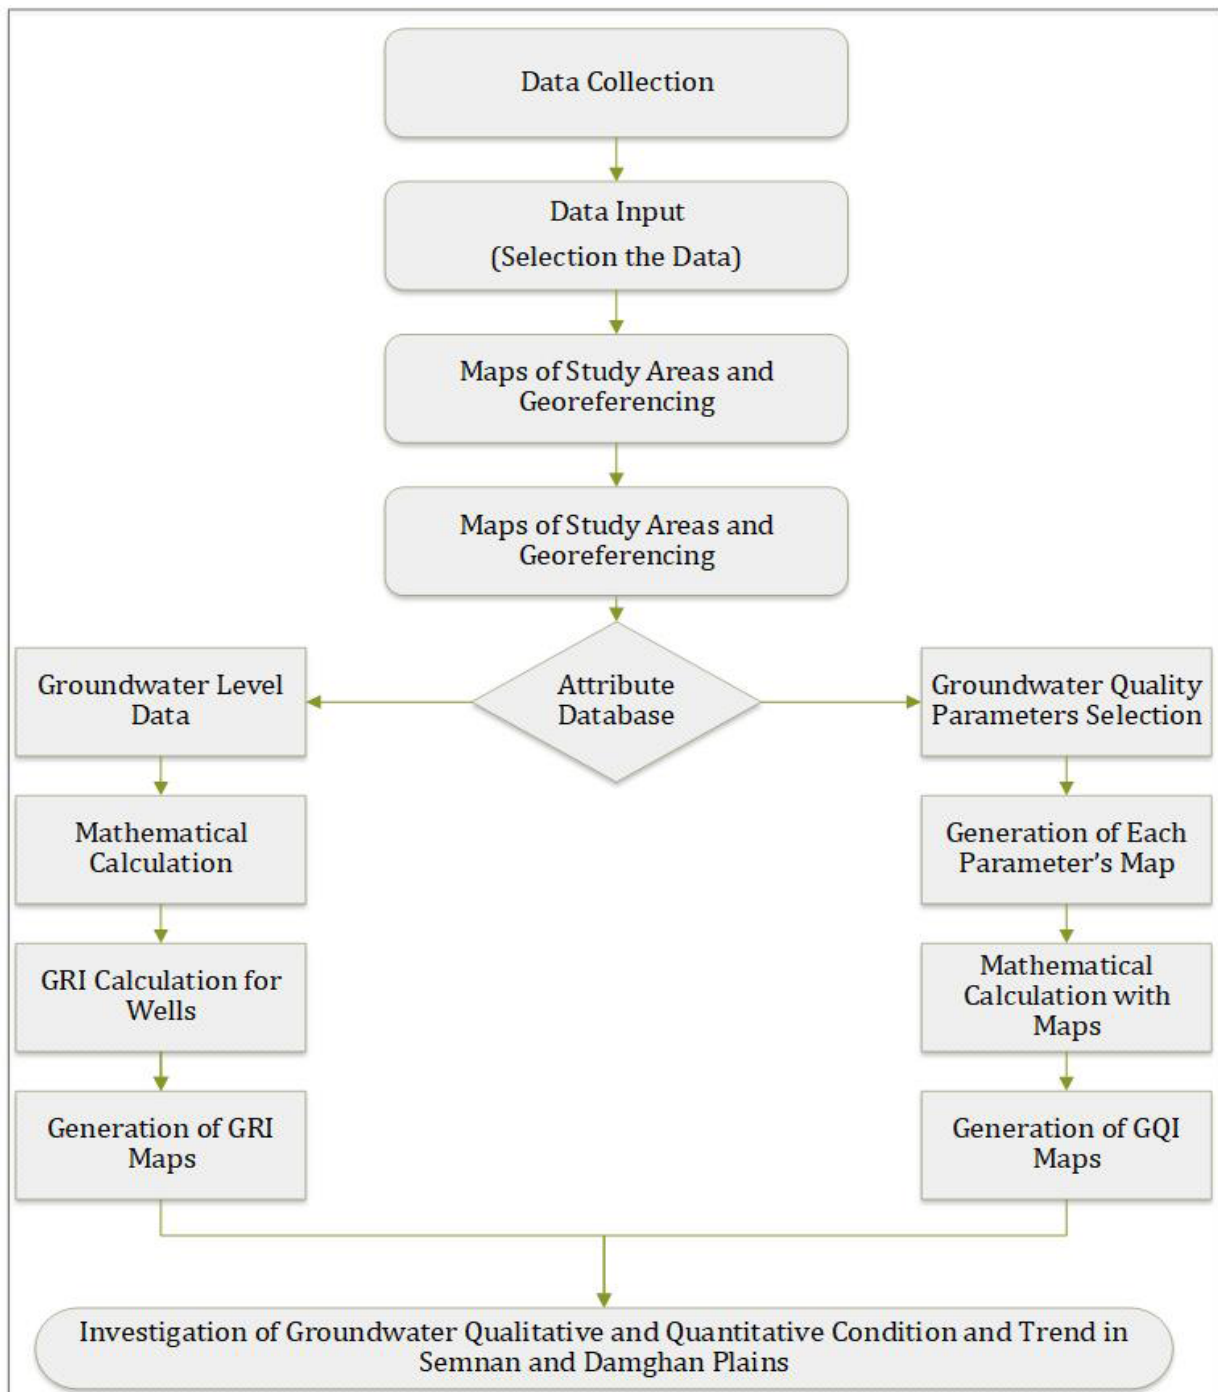 Data Collection
Data Input
(Selection the Data)
Maps of Study Areas and
Georeferencing
Maps of Study Areas and
Georeferencing
Attribute
Database
Groundwater Level
Data
Mathematical
Calculation
GRI Calculation for
Wells
Generation of GRI
Maps
Groundwater Quality
Parameters Selection
Generation of Each
Parameter’s Map
Mathematical
Calculation with
Maps
Generation of GQI
Maps
Investigation of Groundwater Qualitative and Quantitative Condition and Trend in
Semnan and Damghan Plains